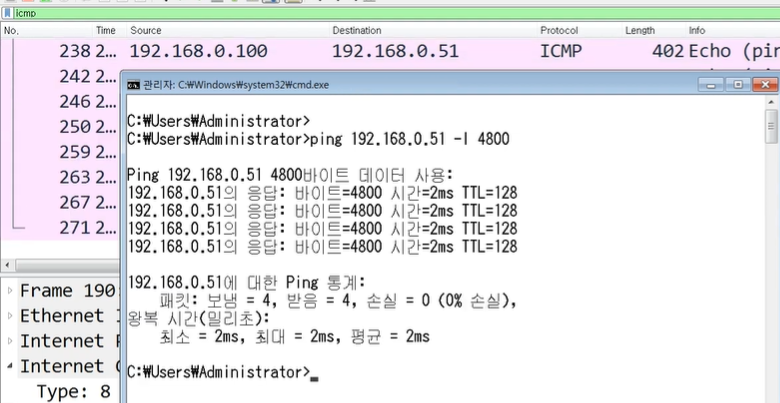 icmp
No. Time Source Destination Protocol Length Info
238 2... 192.168.0.100 192.168.0.51 ICMP 402 Echo (pin
242 2...
246 2...
250 2...
259 2...
263 2...
267 2...
271 2...
관리자: C:₩Windows₩system32₩cmd.exe
C:₩Users₩Administrator>
C:₩Users₩Administrator>ping 192.168.0.51 -l 4800
Ping 192.168.0.51 4800바이트 데이터 사용:
192.168.0.51의 응답: 바이트=4800 시간=2ms TTL=128
192.168.0.51의 응답: 바이트=4800 시간=2ms TTL=128
192.168.0.51의 응답: 바이트=4800 시간=2ms TTL=128
192.168.0.51의 응답: 바이트=4800 시간=2ms TTL=128
192.168.0.51에 대한 Ping 통계:
패킷: 보냄 = 4, 받음 = 4, 손실 = 0 (0% 손실),
왕복 시간(밀리초):
최소 = 2ms, 최대 = 2ms, 평균 = 2ms
C:₩Users₩Administrator>_
Frame 190:
Ethernet I
Internet P
Internet C
Type: 8